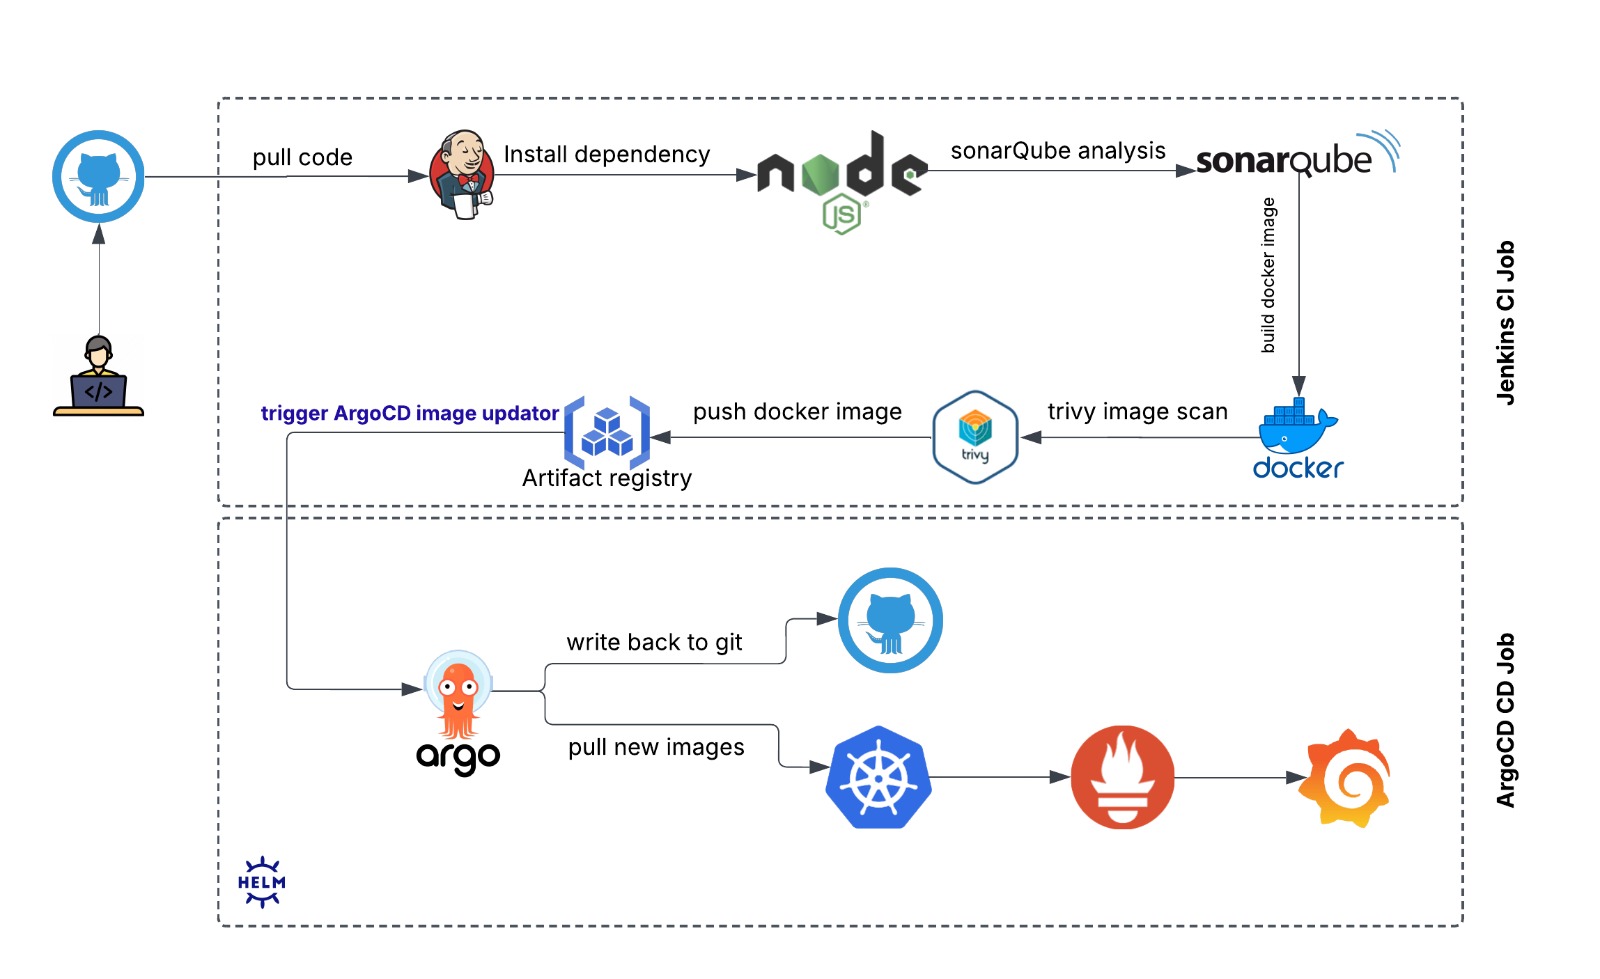 pull code
Install dependency
node
JS
®
sonarQube analysis
sonarqube
build docker image
Jenkins CI Job
</>
trigger ArgoCD image updator
push docker image
trivy
trivy image scan
docker
Artifact registry
write back to git
argo
pull new images
ArgoCD CD Job
HELM